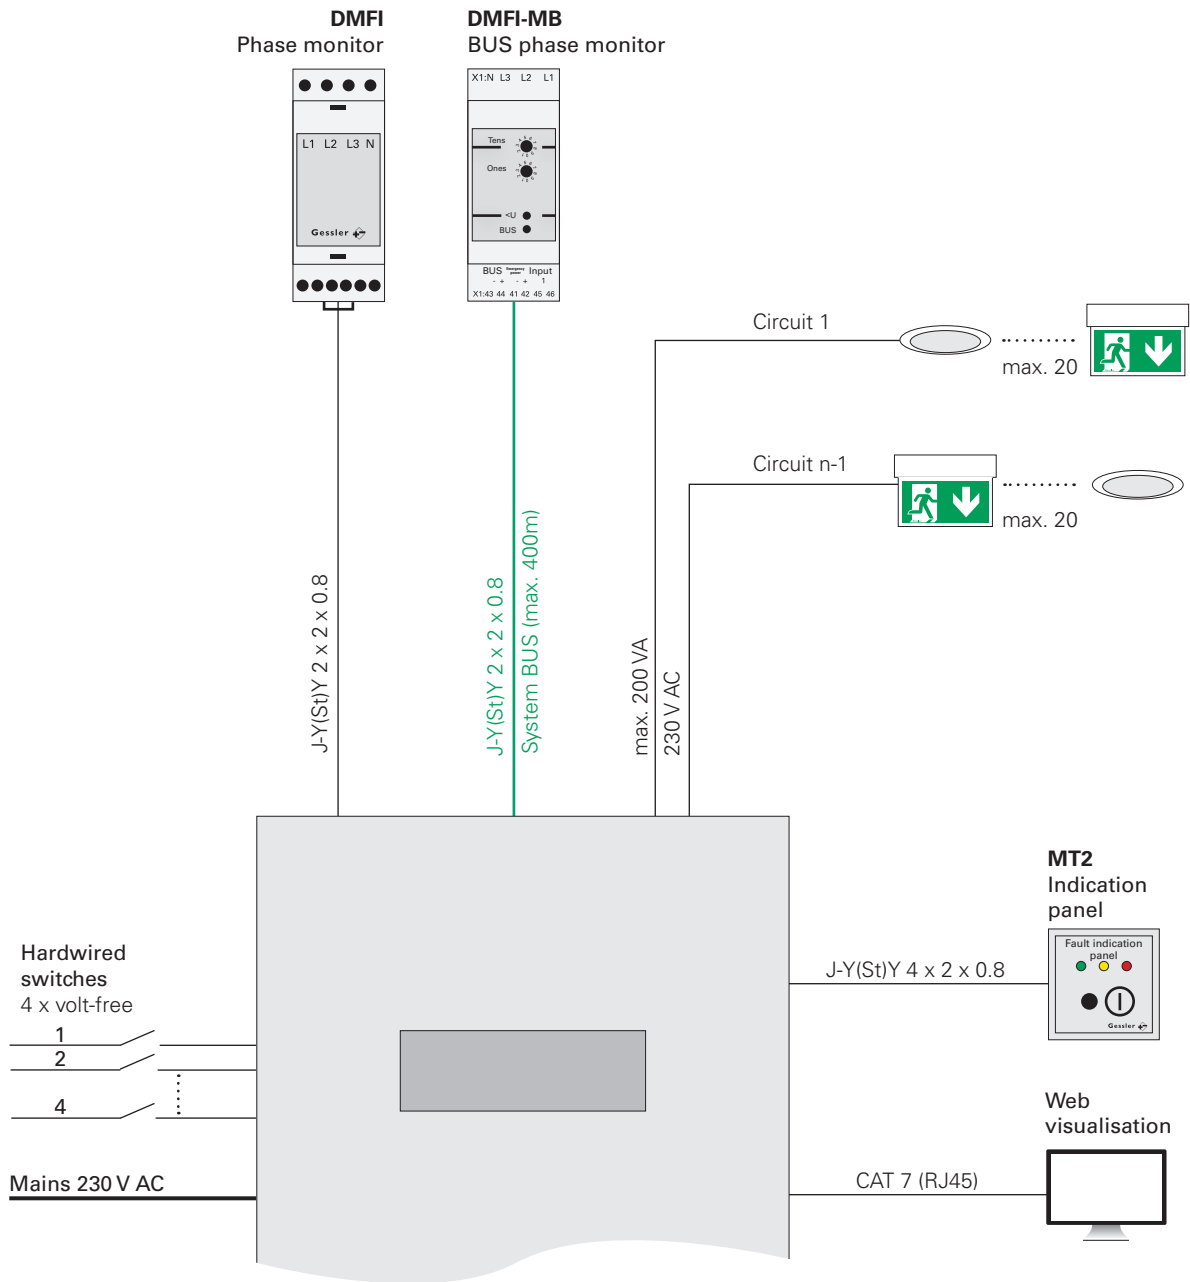 DMFI
Phase monitor
DMFI-MB
BUS phase monitor
L1 L2 L3 N
Gessler
X1:N L3 L2 L1
Tens
Ones
<U
BUS
BUS Emergency power Input
- + - + 1
X1:43 44 41 42 45 46
Circuit 1
max. 20
Circuit n-1
max. 20
J-Y(St)Y 2 x 2 x 0.8
J-Y(St)Y 2 x 2 x 0.8
System BUS (max. 400m)
max. 200 VA
230 V AC
MT2
Indication
panel
Fault indication
panel
Gessler
J-Y(St)Y 4 x 2 x 0.8
Hardwired
switches
4 x volt-free
1
2
4
Mains 230 V AC
Web
visualisation
CAT 7 (RJ45)